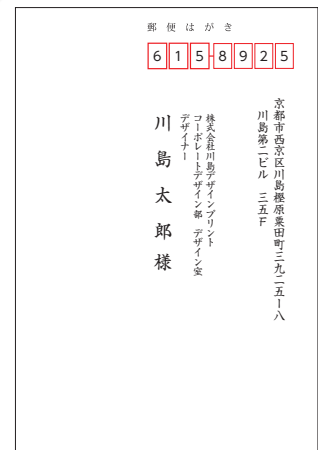 郵便はがき
615-8925
京都市西京区川島樫原粟田町三九二五ー八
川島第二ビル　三五F
株式会社川島デザインプリント
コーポレートデザイン部　デザイン室
デザイナー
川島太郎様